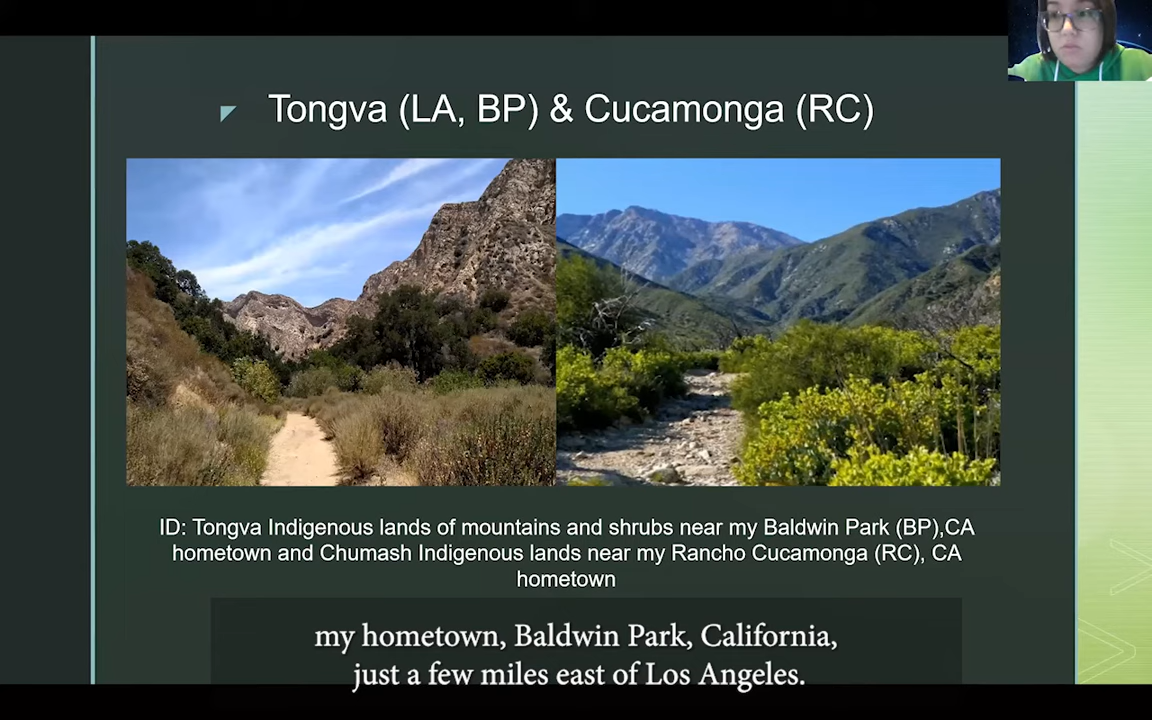 Tongva (LA, BP) & Cucamonga (RC)
ID: Tongva Indigenous lands of mountains and shrubs near my Baldwin Park (BP),CA
hometown and Chumash Indigenous lands near my Rancho Cucamonga (RC), CA
hometown
my hometown, Baldwin Park, California,
just a few miles east of Los Angeles.